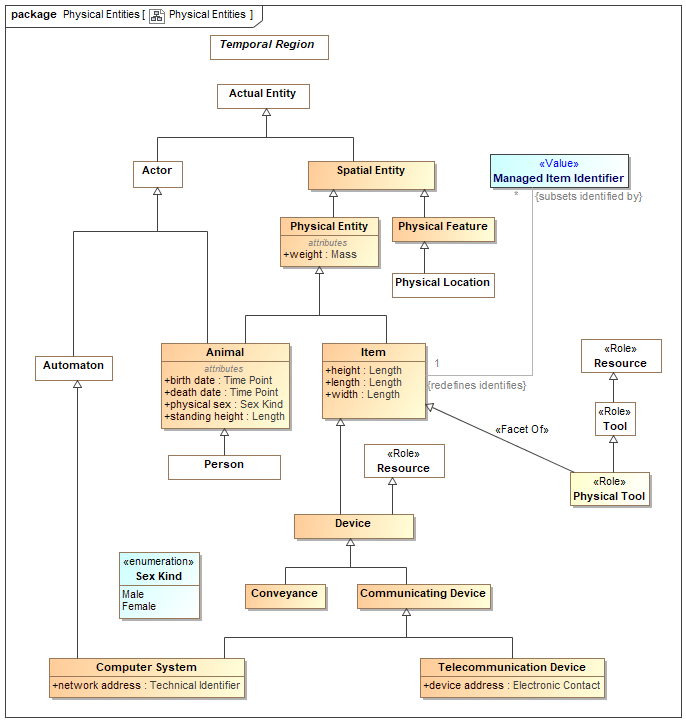 package Physical Entities [ Physical Entities ]
Temporal Region
Actual Entity
Actor
Spatial Entity
«Value»
Managed Item Identifier
* {subsets identified by}
Physical Entity
attributes
+weight : Mass
Physical Feature
Physical Location
Automaton
Animal
attributes
+birth date : Time Point
+death date : Time Point
+physical sex : Sex Kind
+standing height : Length
Item
+height : Length
+length : Length
+width : Length
1
{redefines identifies}
«Role»
Resource
«Role»
Tool
«Facet Of»
Person
«Role»
Resource
«Role»
Physical Tool
Device
«enumeration»
Sex Kind
Male
Female
Conveyance
Communicating Device
Computer System
+network address : Technical Identifier
Telecommunication Device
+device address : Electronic Contact